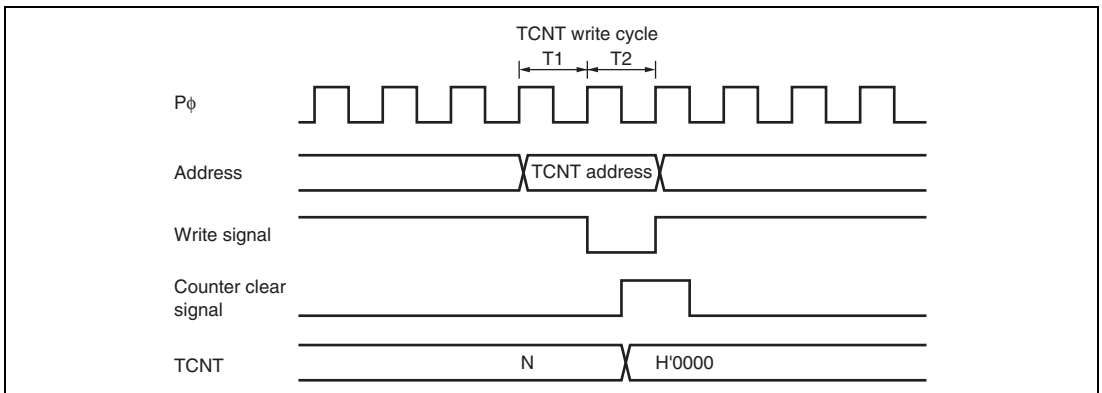 TCNT write cycle
T1 T2
Pϕ
Address
TCNT address
Write signal
Counter clear
signal
TCNT
N
H'0000